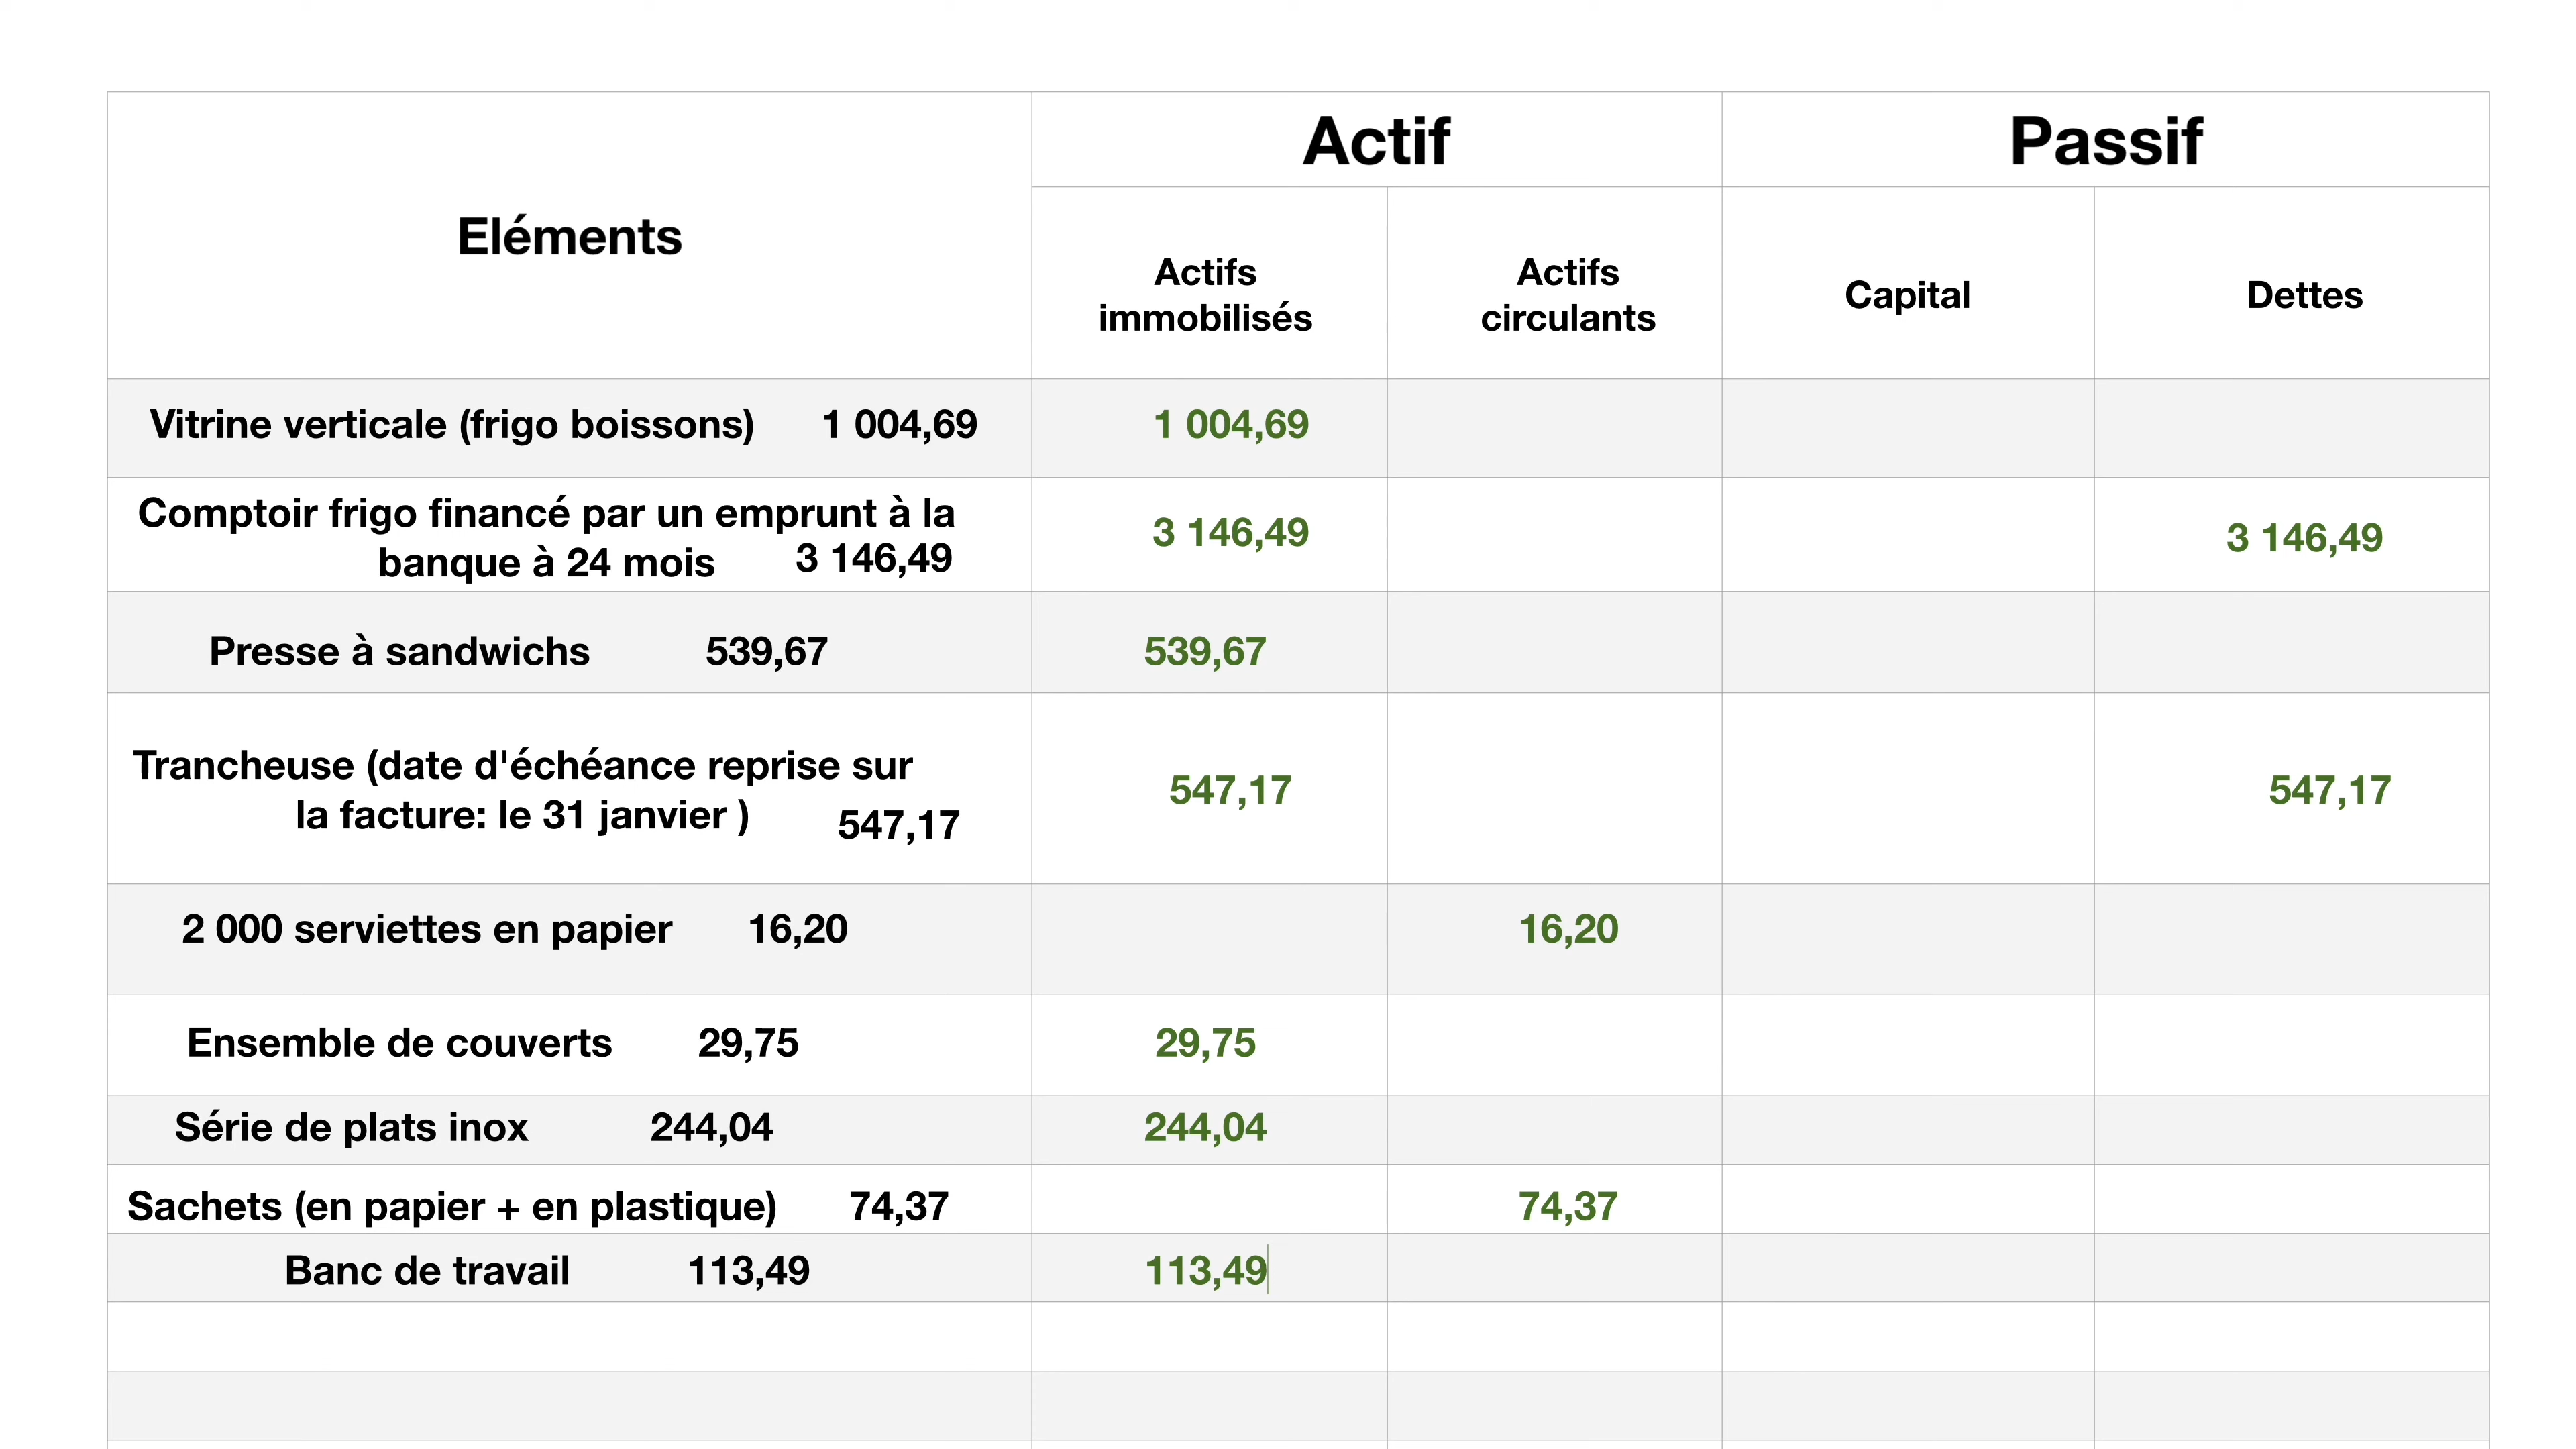 Eléments
Actif
Passif
Actifs
immobilisés
Actifs
circulants
Capital
Dettes
Vitrine verticale (frigo boissons) 1 004,69 1 004,69
Comptoir frigo financé par un emprunt à la
banque à 24 mois 3 146,49 3 146,49 3 146,49
Presse à sandwichs 539,67 539,67
Trancheuse (date d'échéance reprise sur
la facture: le 31 janvier ) 547,17 547,17 547,17
2 000 serviettes en papier 16,20 16,20
Ensemble de couverts 29,75 29,75
Série de plats inox 244,04 244,04
Sachets (en papier + en plastique) 74,37 74,37
Banc de travail 113,49 113,49